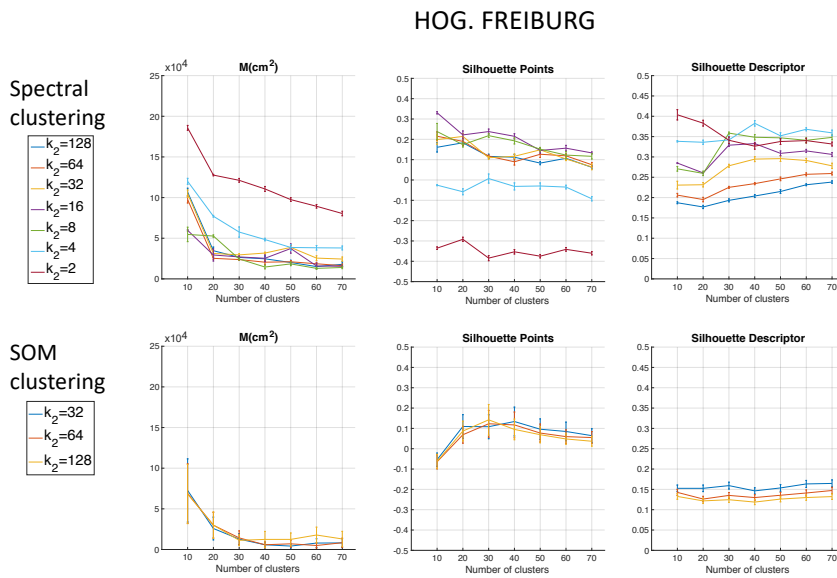 HOG. FREIBURG
Spectral
clustering
k2=128
k2=64
k2=32
k2=16
k2=8
k2=4
k2=2
×10^4
M(cm²)
25
20
15
10
5
0
10 20 30 40 50 60 70
Number of clusters
Silhouette Points
0.5
0.4
0.3
0.2
0.1
0
-0.1
-0.2
-0.3
-0.4
-0.5
10 20 30 40 50 60 70
Number of clusters
Silhouette Descriptor
0.5
0.45
0.4
0.35
0.3
0.25
0.2
0.15
0.1
0.05
0
10 20 30 40 50 60 70
Number of clusters
SOM
clustering
k2=32
k2=64
k2=128
×10^4
M(cm²)
25
20
15
10
5
0
10 20 30 40 50 60 70
Number of clusters
Silhouette Points
0.5
0.4
0.3
0.2
0.1
0
-0.1
-0.2
-0.3
-0.4
-0.5
10 20 30 40 50 60 70
Number of clusters
Silhouette Descriptor
0.5
0.45
0.4
0.35
0.3
0.25
0.2
0.15
0.1
0.05
0
10 20 30 40 50 60 70
Number of clusters